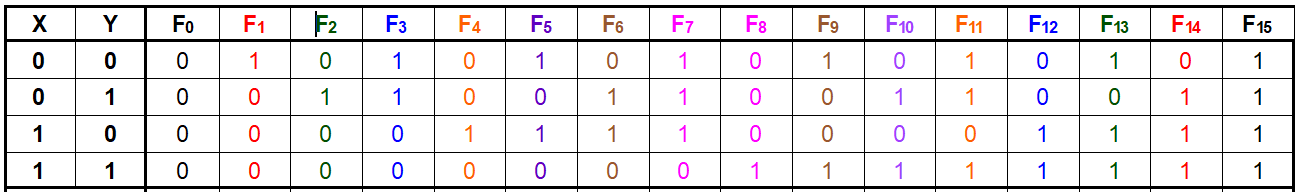 X Y F0 F1 F2 F3 F4 F5 F6 F7 F8 F9 F10 F11 F12 F13 F14 F15
0 0 0 1 0 1 0 1 0 1 0 1 0 1 0 1 0 1
0 1 0 0 1 1 0 0 1 1 0 0 1 1 0 0 1 1
1 0 0 0 0 0 1 1 1 1 0 0 0 0 1 1 1 1
1 1 0 0 0 0 0 0 0 0 1 1 1 1 1 1 1 1